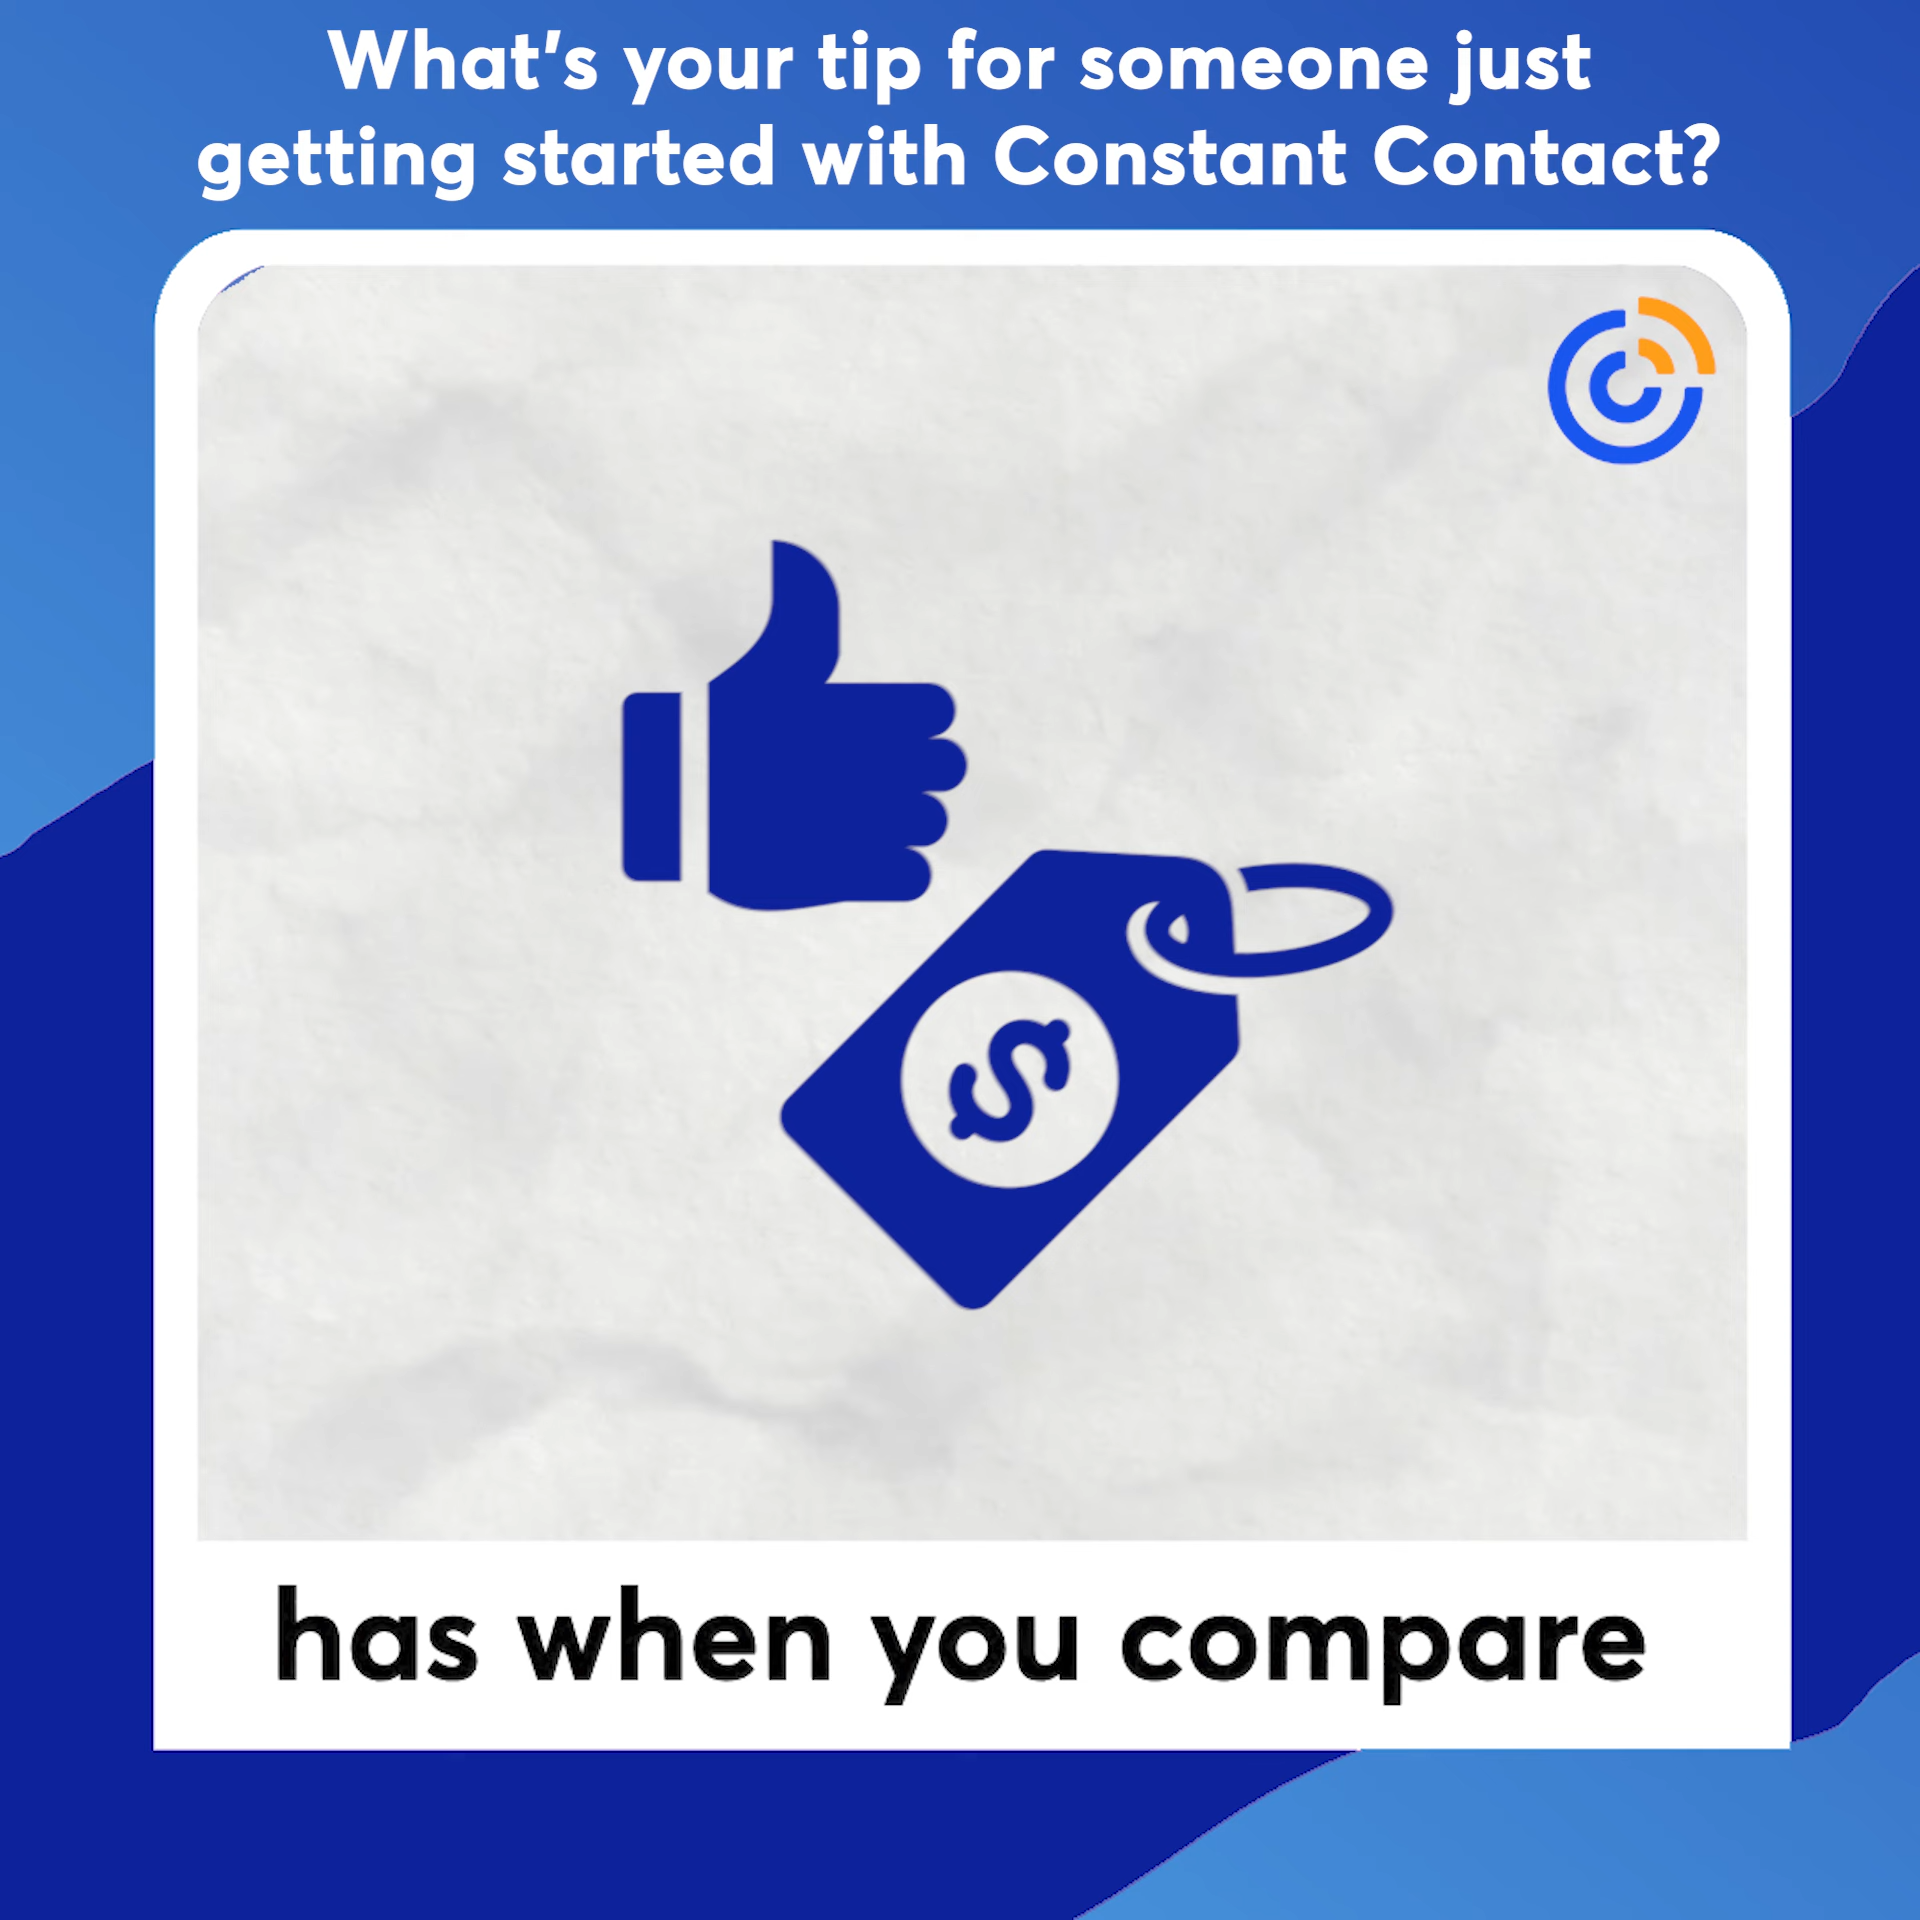 What's your tip for someone just
getting started with Constant Contact?
$
has when you compare